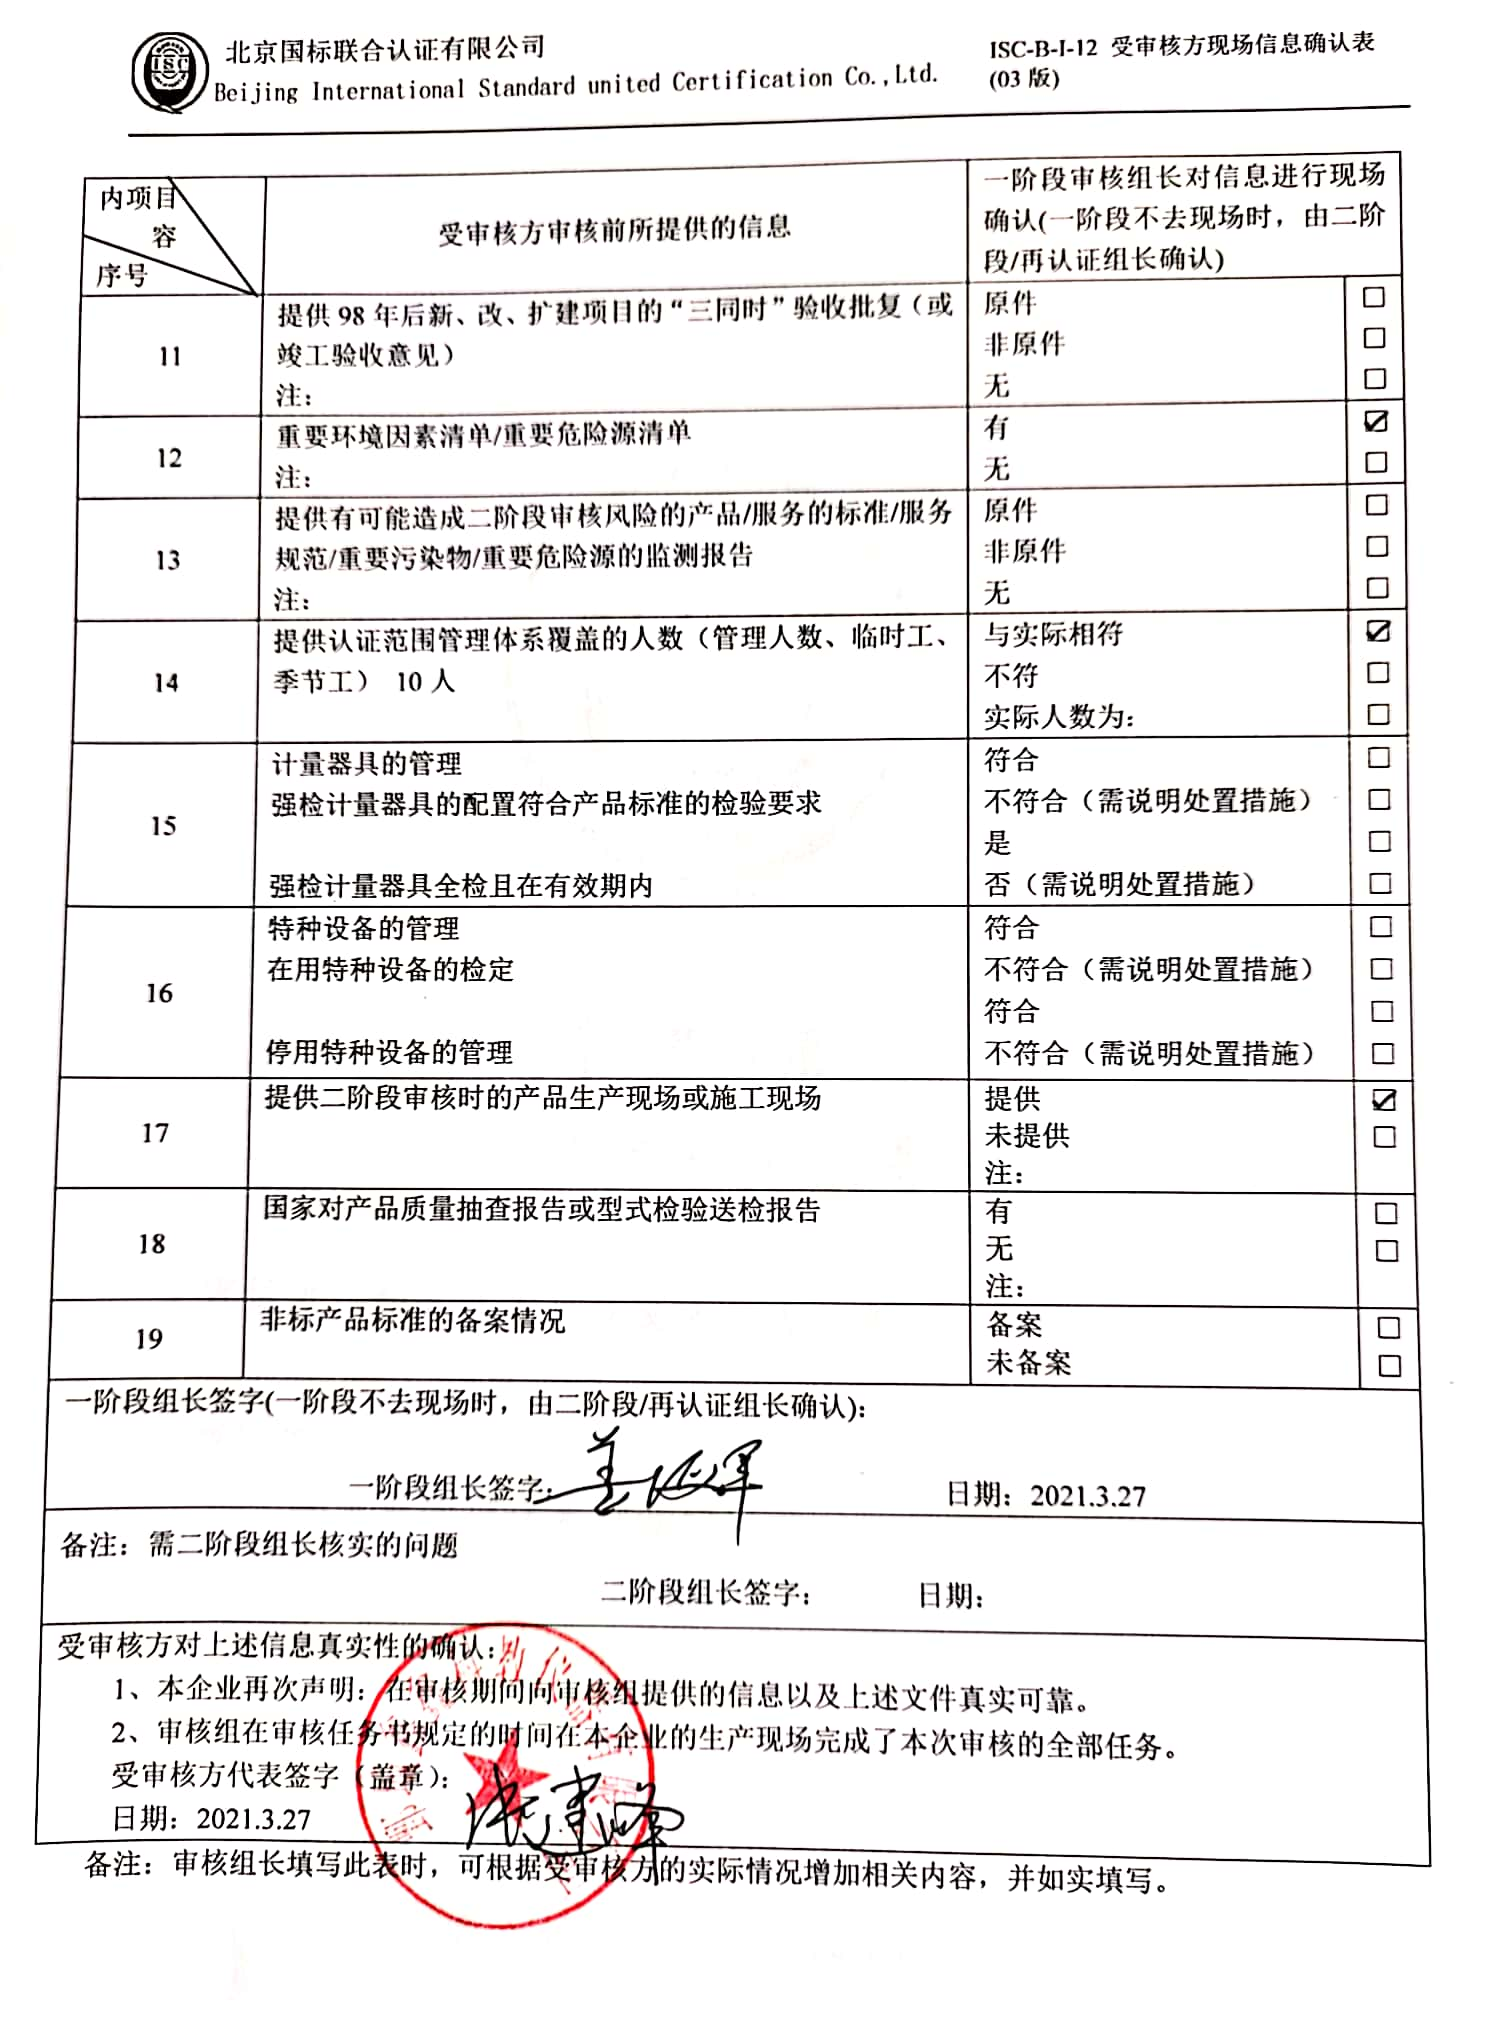 ISC
北京国标联合认证有限公司
Beijing International Standard united Certification Co.,Ltd.
ISC-B-I-12 受审核方现场信息确认表
(03 版)
内项目
容
序号
受审核方审核前所提供的信息
一阶段审核组长对信息进行现场
确认(一阶段不去现场时，由二阶
段/再认证组长确认)
11
提供 98 年后新、改、扩建项目的“三同时”验收批复（或
竣工验收意见）
注：
原件 □
非原件 □
无 □
12
重要环境因素清单/重要危险源清单
注：
有 ☑
无 □
13
提供有可能造成二阶段审核风险的产品/服务的标准/服务
规范/重要污染物/重要危险源的监测报告
注：
原件 □
非原件 □
无 □
14
提供认证范围管理体系覆盖的人数（管理人数、临时工、
季节工） 10 人
与实际相符 ☑
不符 □
实际人数为: □
15
计量器具的管理
强检计量器具的配置符合产品标准的检验要求
强检计量器具全检且在有效期内
符合 □
不符合（需说明处置措施） □
是 □
否（需说明处置措施） □
16
特种设备的管理
在用特种设备的检定
停用特种设备的管理
符合 □
不符合（需说明处置措施） □
符合 □
不符合（需说明处置措施） □
17
提供二阶段审核时的产品生产现场或施工现场
提供 ☑
未提供 □
注：
18
国家对产品质量抽查报告或型式检验送检报告
有 □
无 □
注：
19
非标产品标准的备案情况
备案 □
未备案 □
一阶段组长签字(一阶段不去现场时，由二阶段/再认证组长确认):
一阶段组长签字: 日期：2021.3.27
备注：需二阶段组长核实的问题
二阶段组长签字： 日期：
受审核方对上述信息真实性的确认：
1、本企业再次声明：在审核期间向审核组提供的信息以及上述文件真实可靠。
2、审核组在审核任务书规定的时间在本企业的生产现场完成了本次审核的全部任务。
受审核方代表签字（盖章）： 张建峰
日期：2021.3.27
备注：审核组长填写此表时，可根据受审核方的实际情况增加相关内容，并如实填写。